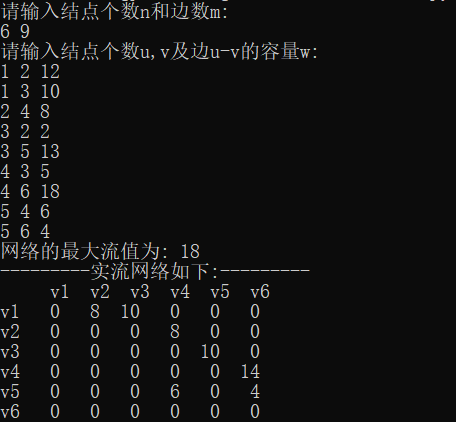 请输入结点个数n和边数m:
6 9
请输入结点个数u,v及边u-v的容量w:
1 2 12
1 3 10
2 4 8
3 2 2
3 5 13
4 3 5
4 6 18
5 4 6
5 6 4
网络的最大流值为: 18
---------实流网络如下:---------
v1 v2 v3 v4 v5 v6
v1 0 8 10 0 0 0
v2 0 0 0 8 0 0
v3 0 0 0 0 10 0
v4 0 0 0 0 0 14
v5 0 0 0 6 0 4
v6 0 0 0 0 0 0